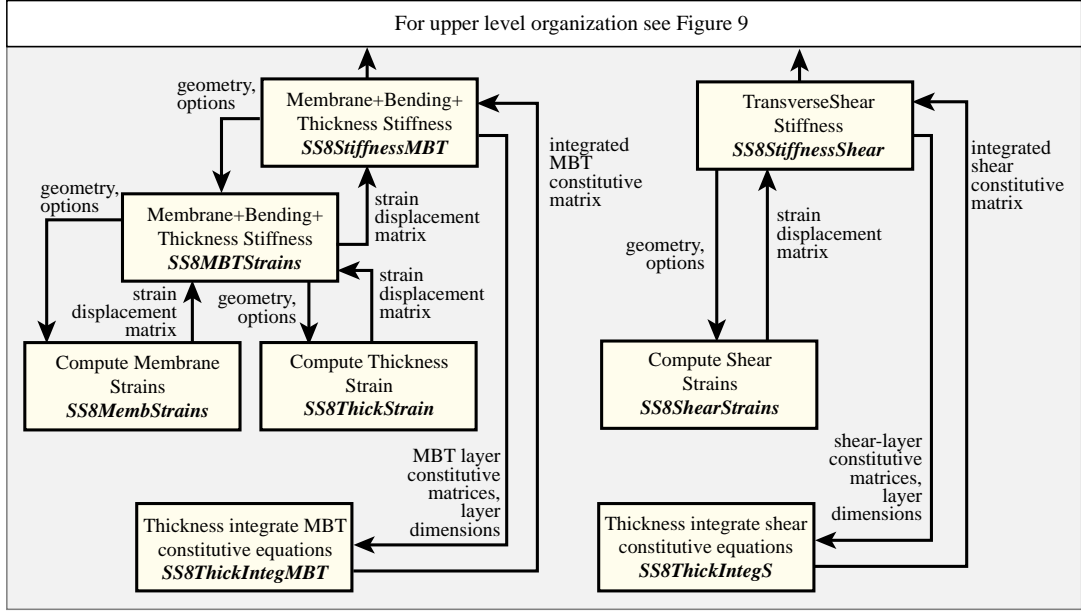 For upper level organization see Figure 9
geometry,
options
Membrane+Bending+
Thickness Stiffness
SS8StiffnessMBT
integrated
MBT
constitutive
matrix
TransverseShear
Stiffness
SS8StiffnessShear
integrated
shear
constitutive
matrix
geometry,
options
Membrane+Bending+
Thickness Stiffness
SS8MBTStrains
strain
displacement
matrix
geometry,
options
strain
displacement
matrix
strain
displacement
matrix
geometry,
options
strain
displacement
matrix
Compute Membrane
Strains
SS8MembStrains
Compute Thickness
Strain
SS8ThickStrain
Compute Shear
Strains
SS8ShearStrains
MBT layer
constitutive
matrices,
layer
dimensions
shear-layer
constitutive
matrices,
layer
dimensions
Thickness integrate MBT
constitutive equations
SS8ThickIntegMBT
Thickness integrate shear
constitutive equations
SS8ThickIntegS